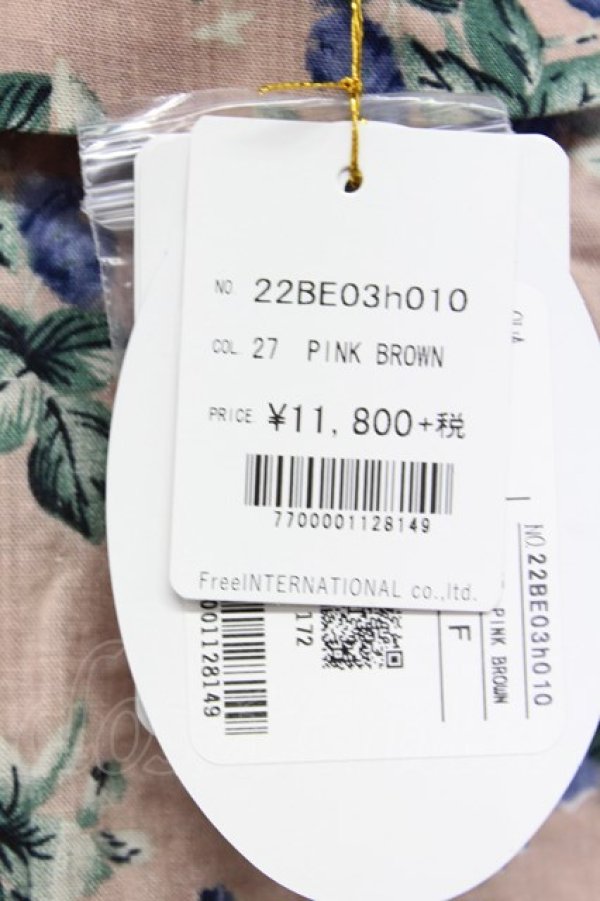 NO 22BE03h010
COL. 27 PINK BROWN
PRICE ¥11,800+税
7700001128149
FreeINTERNATIONAL co.,ltd.
NO. 22BE03h010
PINK BROWN
F
172
001128149